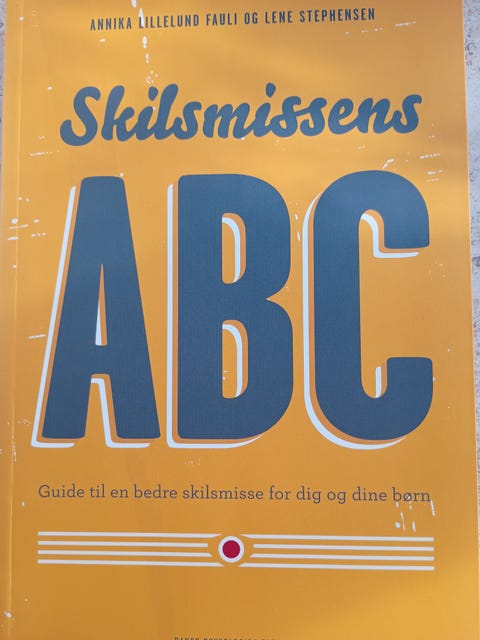 ANNIKA LILLELUND FAULI OG LENE STEPHENSEN
Skilsmissens
ABC
Guide til en bedre skilsmisse for dig og dine børn